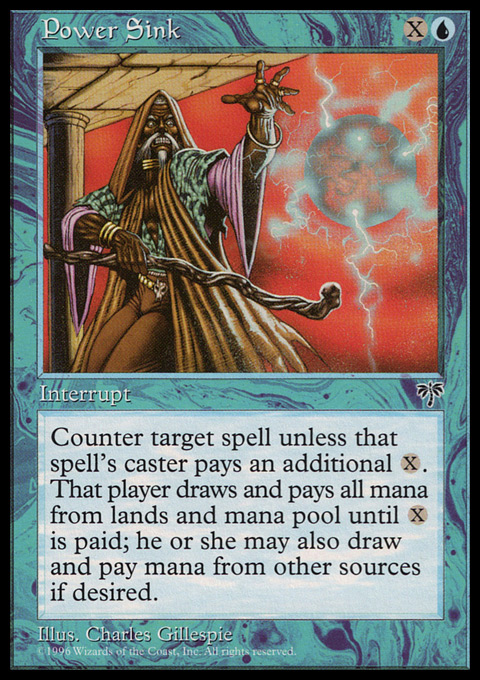 Power Sink X
Interrupt
Counter target spell unless that
spell's caster pays an additional X.
That player draws and pays all mana
from lands and mana pool until X
is paid; he or she may also draw
and pay mana from other sources
if desired.
Illus. Charles Gillespie
©1996 Wizards of the Coast, Inc. All rights reserved.